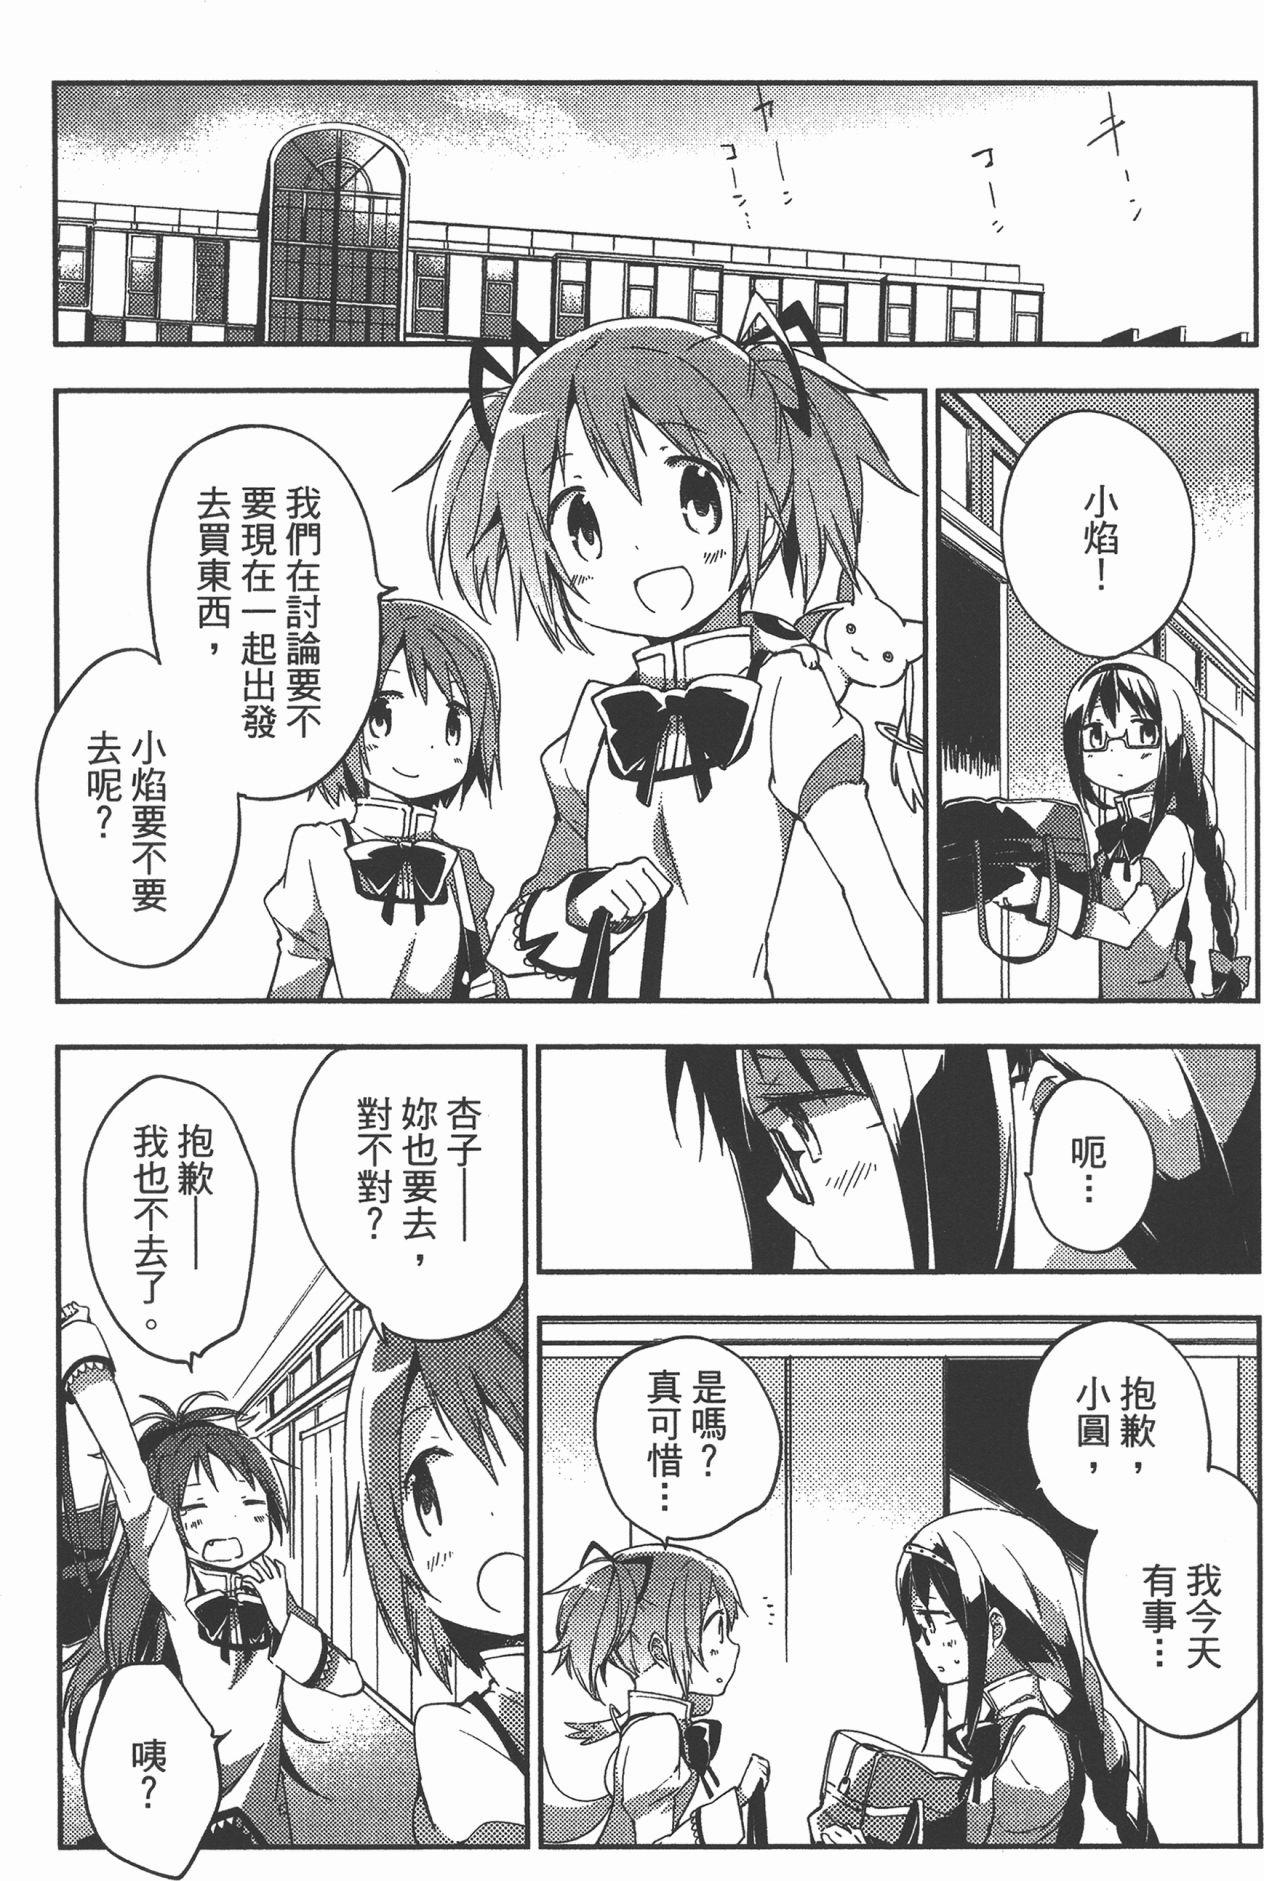 キーン
コーン
カーン
コーン…
小焰！
我們在討論要不
要現在一起出發
去買東西，
小焰要不要
去呢？
呃…
抱歉，
小圓，
我今天
有事…
是嗎？
真可惜…
杏子——
妳也要去，
對不對？
抱歉——
我也不去了。
咦？